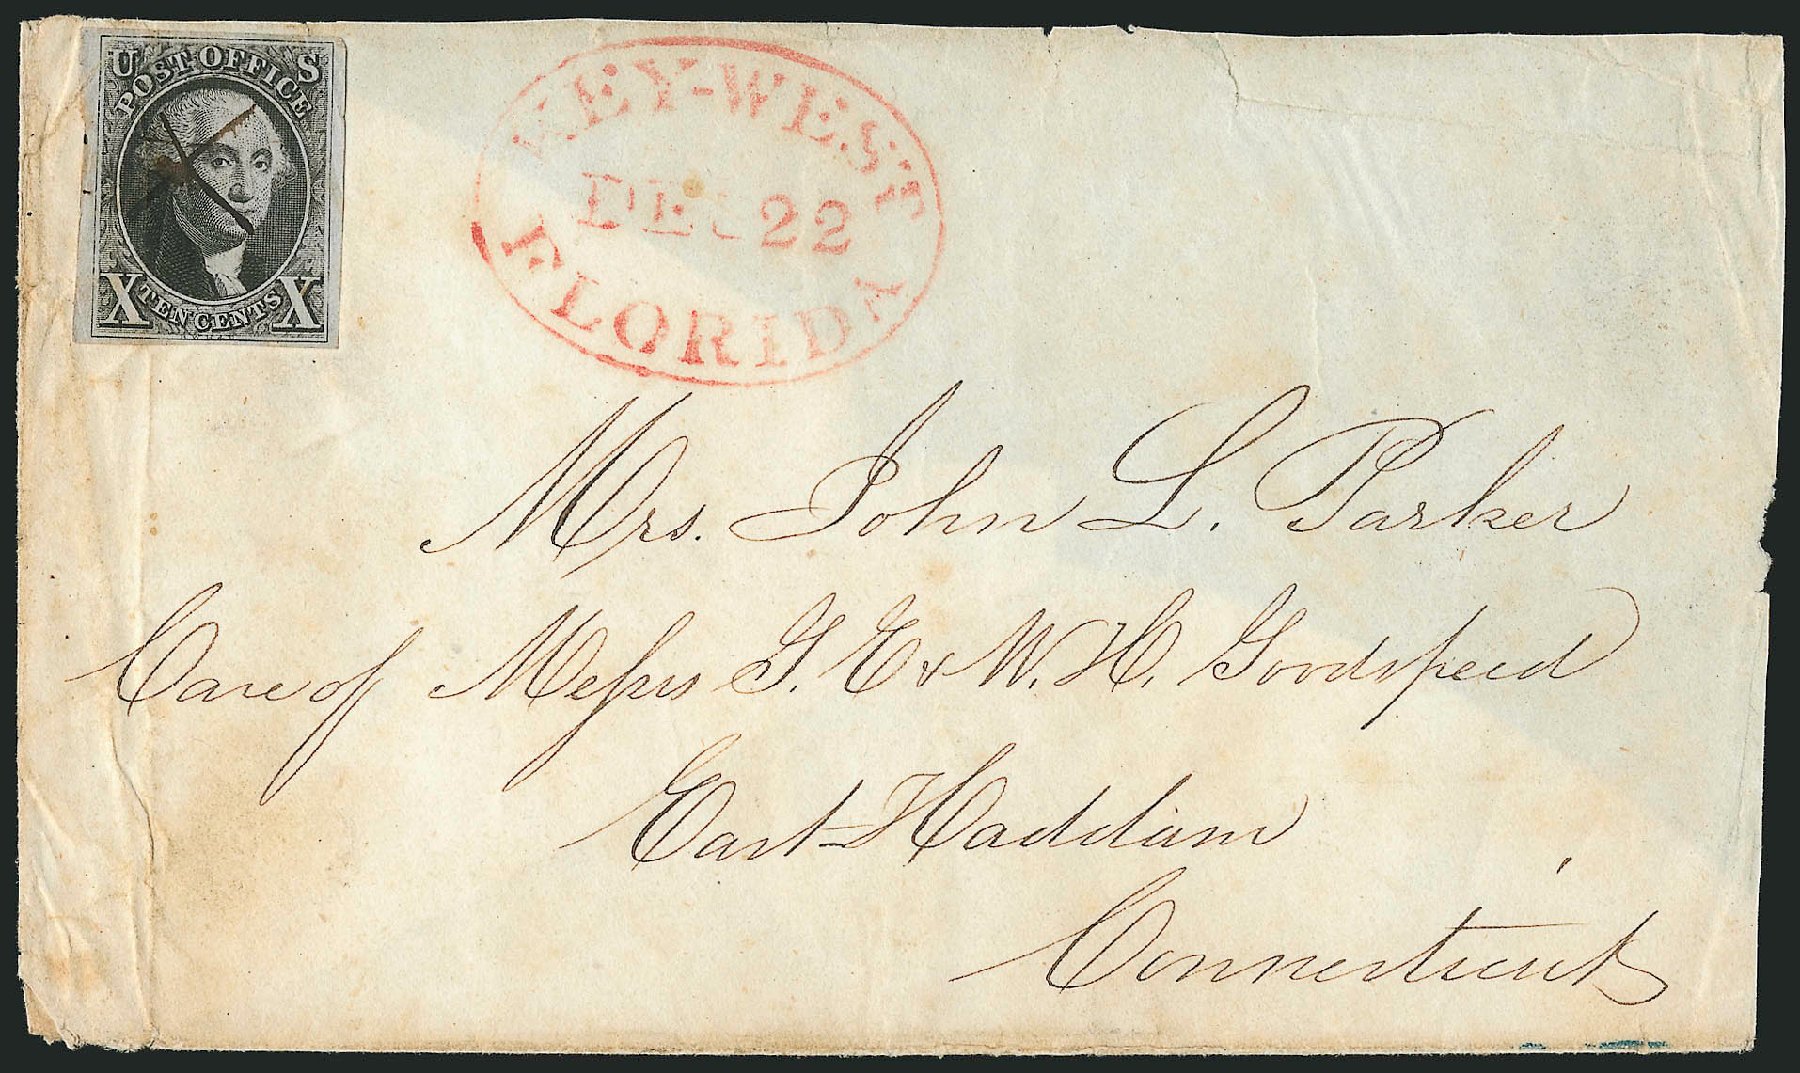 U S
POST OFFICE
X TEN CENTS X
KEY-WEST
DEC 22
FLORIDA
Mrs. John L. Parker
Care of Messrs G. E & W. H. Goodspeed
East-Haddam
Connecticut